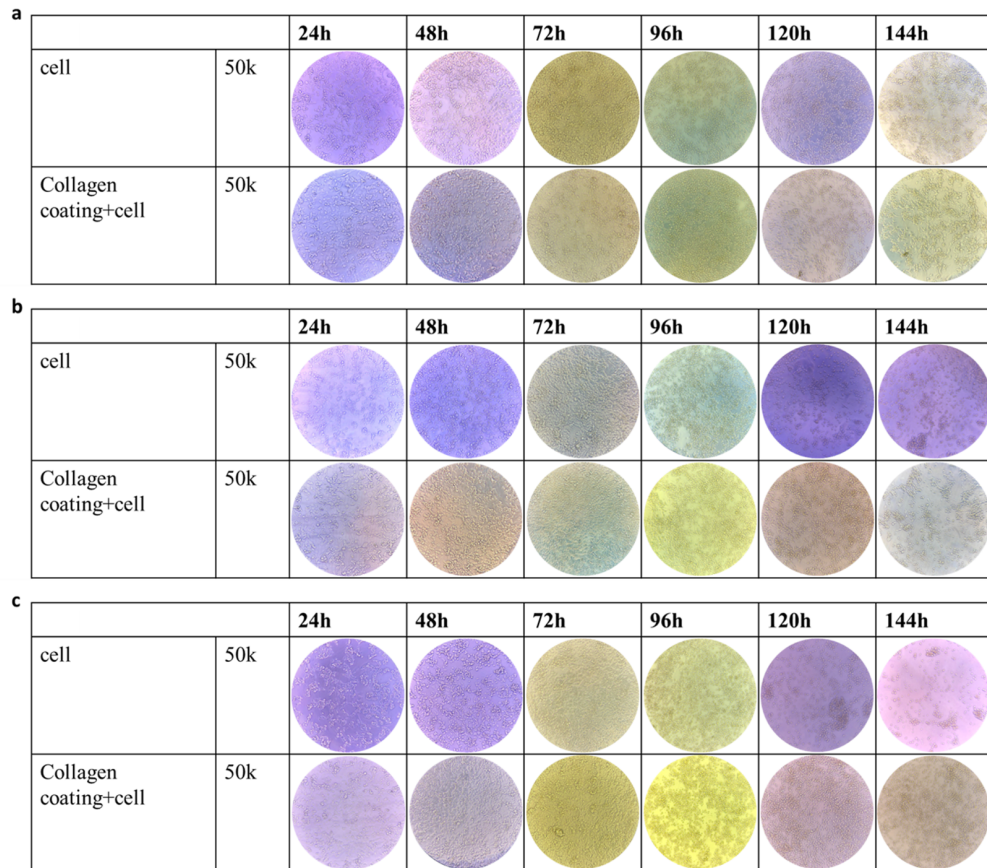 a
24h 48h 72h 96h 120h 144h
cell 50k
Collagen 50k
coating+cell
b
24h 48h 72h 96h 120h 144h
cell 50k
Collagen 50k
coating+cell
c
24h 48h 72h 96h 120h 144h
cell 50k
Collagen 50k
coating+cell